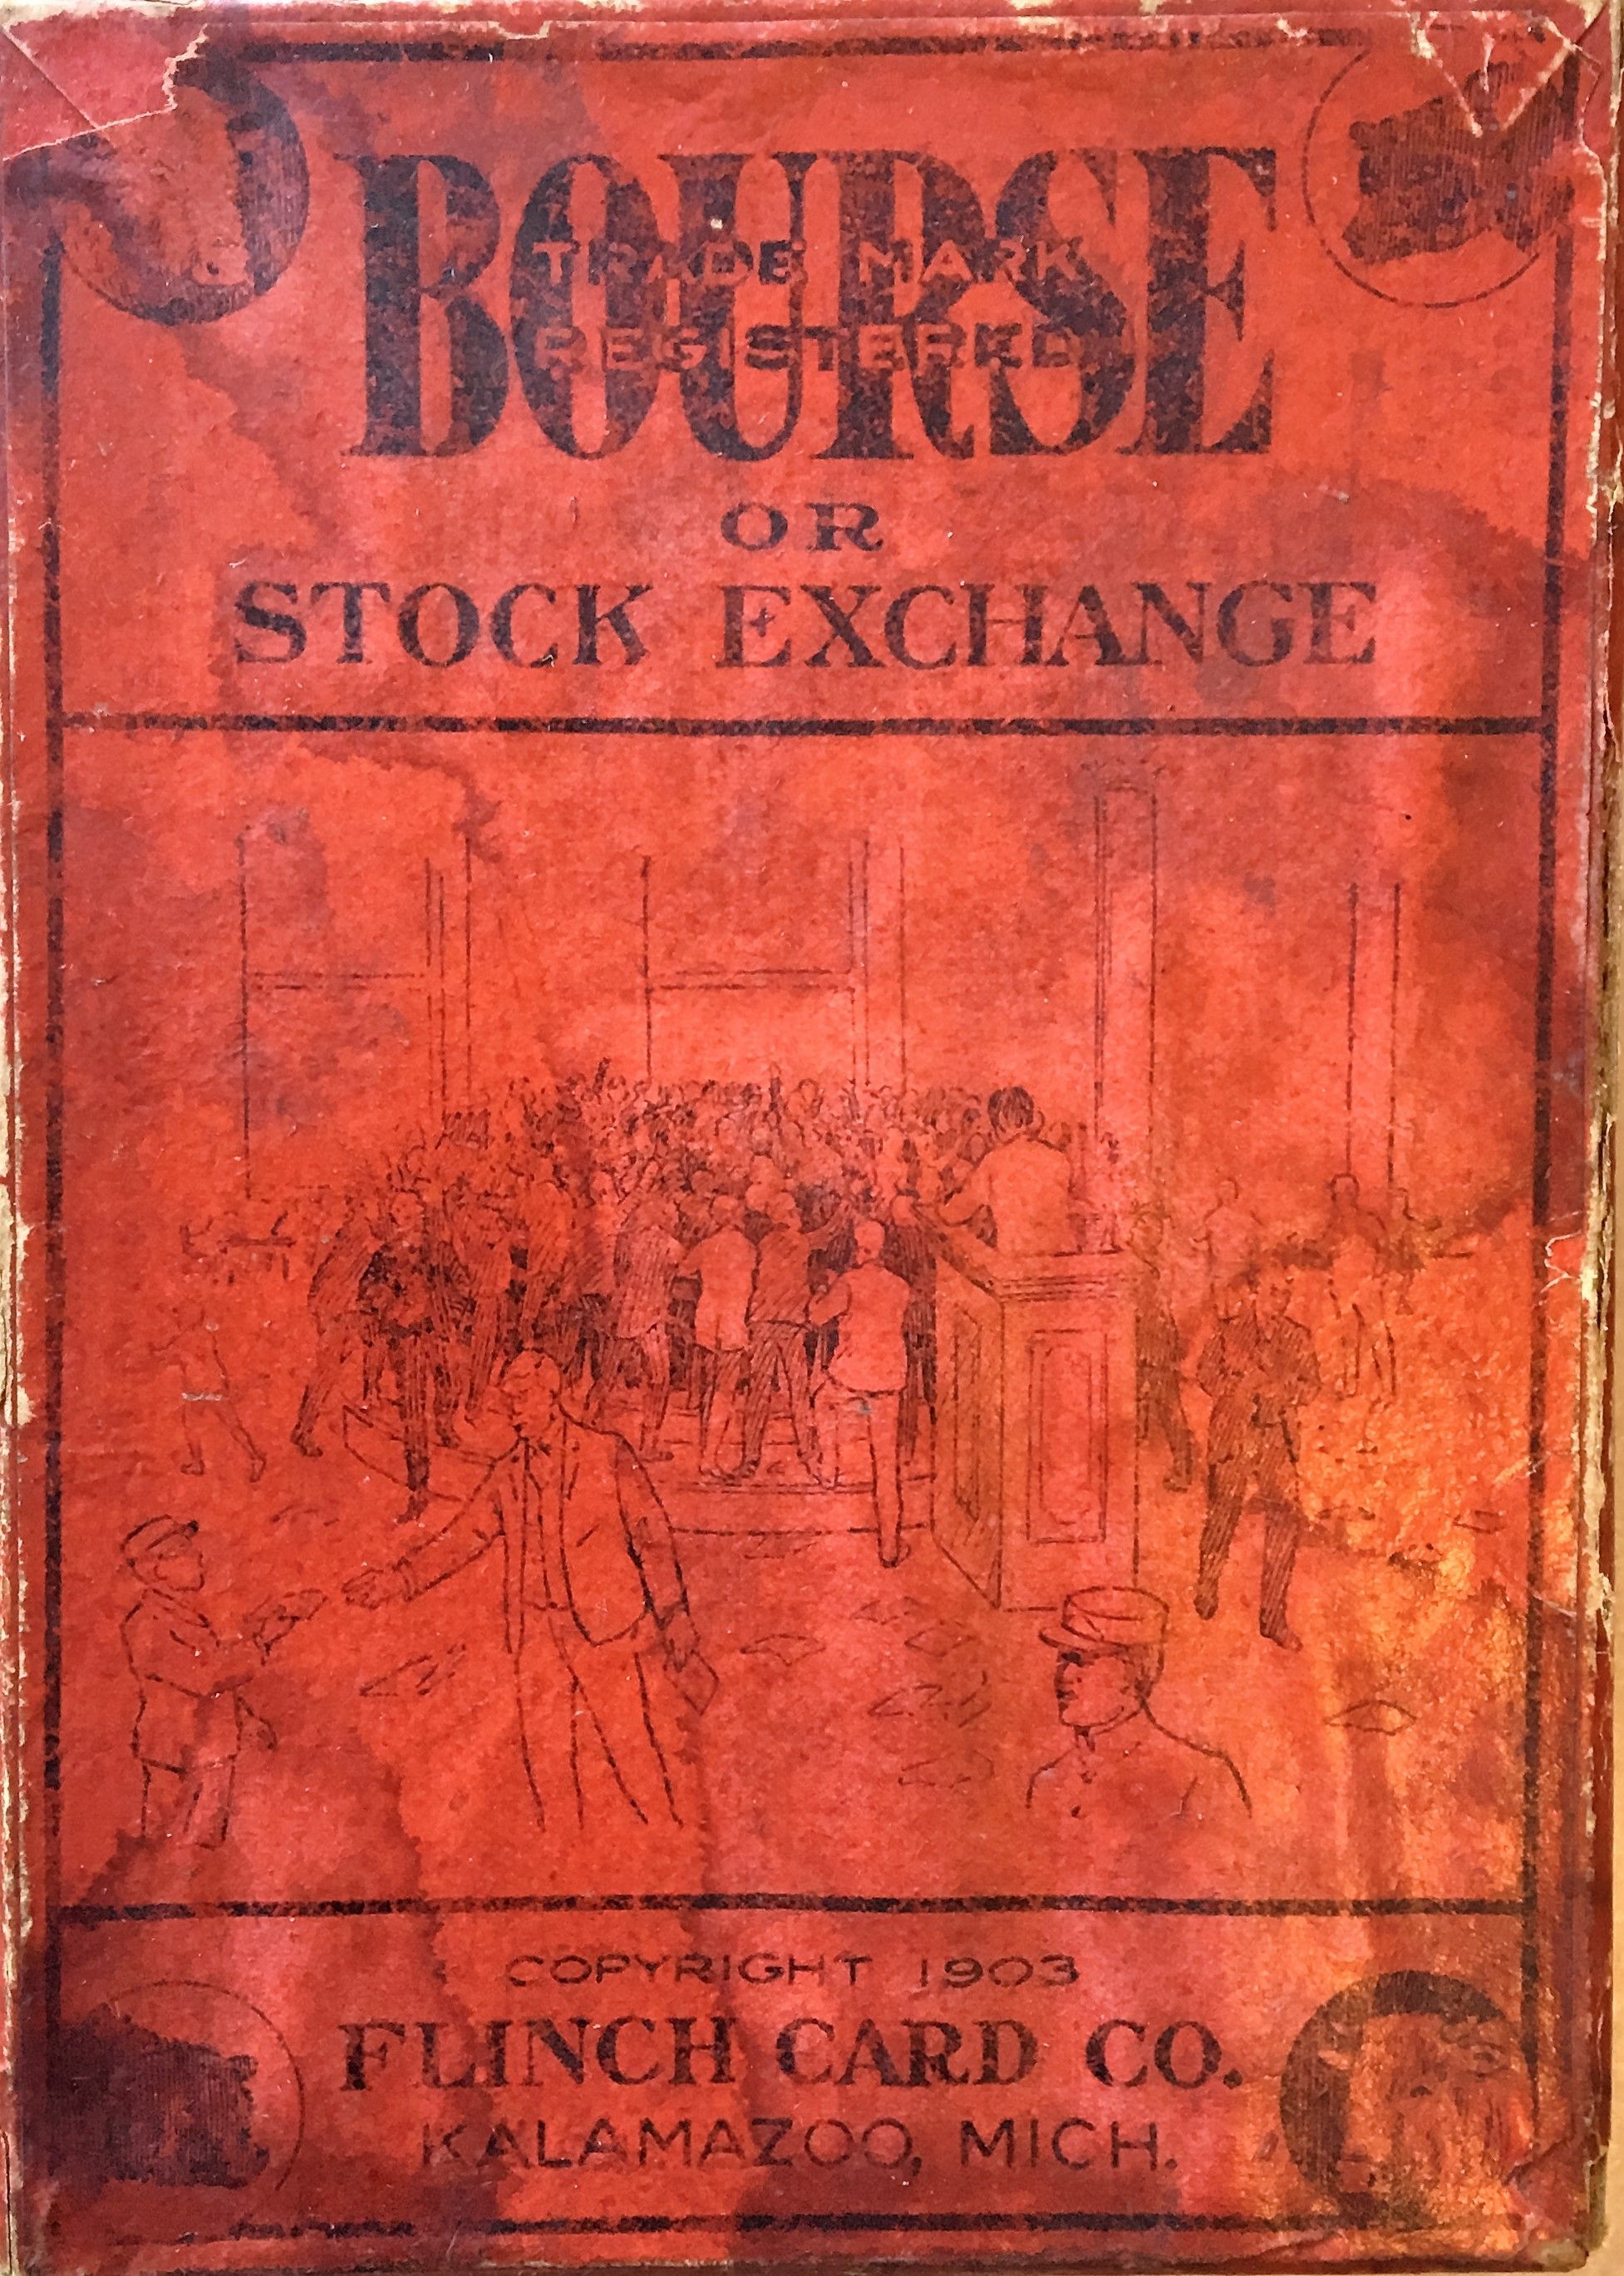 BOURSE
TRADE MARK
REGISTERED
OR
STOCK EXCHANGE
COPYRIGHT 1903
FLINCH CARD CO.
KALAMAZOO, MICH.